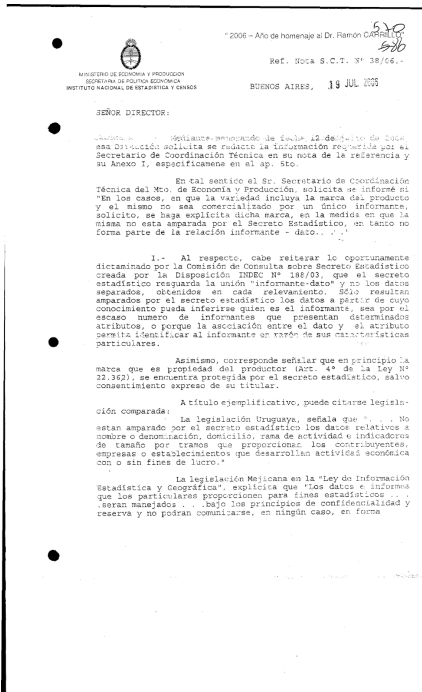 "2006 – Año de homenaje al Dr. Ramón CARRILLO"
Ref. Nota S.C.T. Nº 38/06.-
MINISTERIO DE ECONOMIA Y PRODUCCION
SECRETARIA DE POLITICA ECONOMICA
INSTITUTO NACIONAL DE ESTADISTICA Y CENSOS
BUENOS AIRES, 19 JUL 2006
SEÑOR DIRECTOR:
Mediante memorando de fecha 12 de
esa Dirección solicita se redacte la información requerida por el
Secretario de Coordinación Técnica en su nota de la referencia y
su Anexo I, específicamene en el ap. 5to.
En tal sentido el Sr. Secretario de Coordinación
Técnica del Mto. de Economía y Producción, solicita se informé si
"En los casos, en que la variedad incluya la marca del producto
y el mismo no sea comercializado por un único informante,
solicito, se haga explícita dicha marca, en la medida en que la
misma no esta amparada por el Secreto Estadístico, en tanto no
forma parte de la relación informante - dato.. . ."
I.- Al respecto, cabe reiterar lo oportunamente
dictaminado por la Comisión de Consulta sobre Secreto Estadístico
creada por la Disposición INDEC Nº 188/03, que el secreto
estadístico resguarda la unión "informante-dato" y no los datos
separados, obtenidos en cada relevamiento. Sólo resultan
amparados por el secreto estadístico los datos a partir de cuyo
conocimiento pueda inferirse quien es el informante, sea por el
escaso numero de informantes que presentan determinados
atributos, o porque la asociación entre el dato y el atributo
permita identificar al informante en razón de sus características
particulares.
Asimismo, corresponde señalar que en principio la
marca que es propiedad del productor (Art. 4º de la Ley Nº
22.362), se encuentra protegida por el secreto estadístico, salvo
consentimiento expreso de su titular.
A título ejemplificativo, puede citarse legisla-
ción comparada:
La legislación Uruguaya, señala que ". . . No
estan amparado por el secreto estadístico los datos relativos a
nombre o denominación, domicilio, rama de actividad e indicadores
de tamaño por tramos que proporcionan los contribuyentes,
empresas o establecimientos que desarrollan actividad económica
con o sin fines de lucro."
La legislación Mejicana en la "Ley de Información
Estadística y Geográfica", explícita que "Los datos e informes
que los particulares proporcionen para fines estadísticos . . .
.seran manejados . . .bajo los principios de confidencialidad y
reserva y no podran comunicarse, en ningún caso, en forma